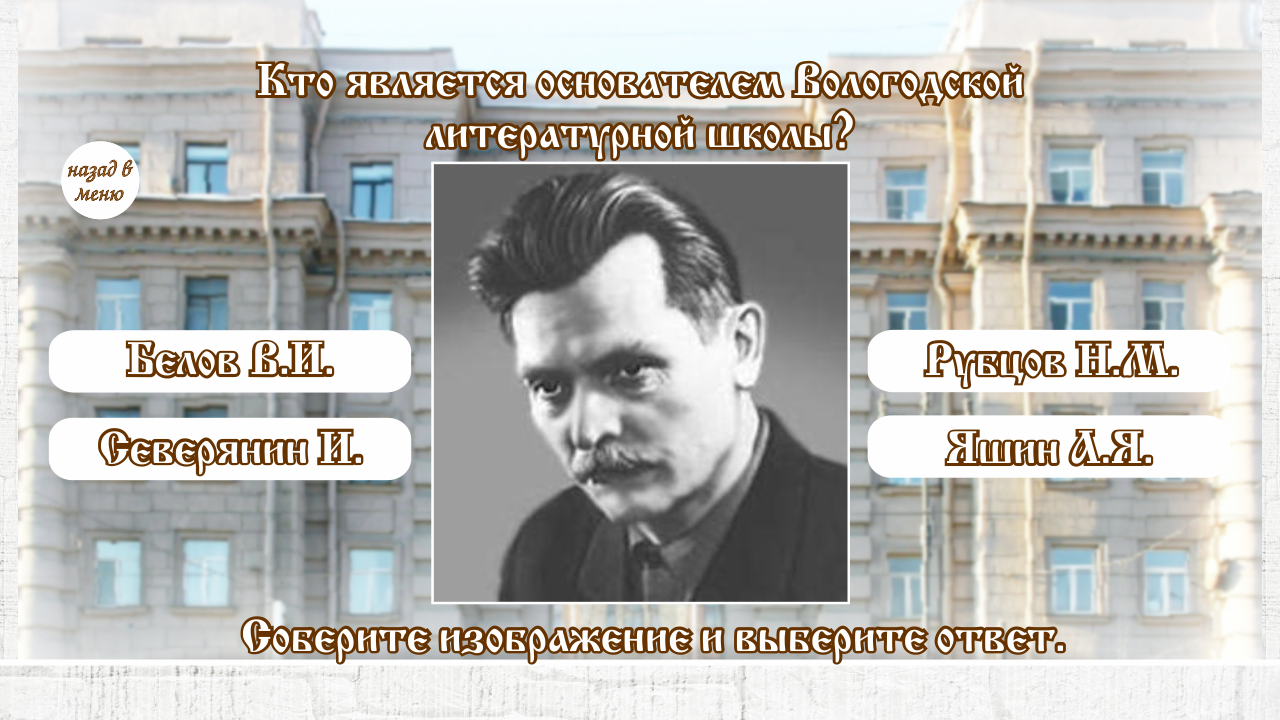 Кто является основателем Вологодской
литературной школы?
назад в
меню
Белов В.И.
Северянин И.
Рубцов Н.М.
Яшин А.Я.
Соберите изображение и выберите ответ.